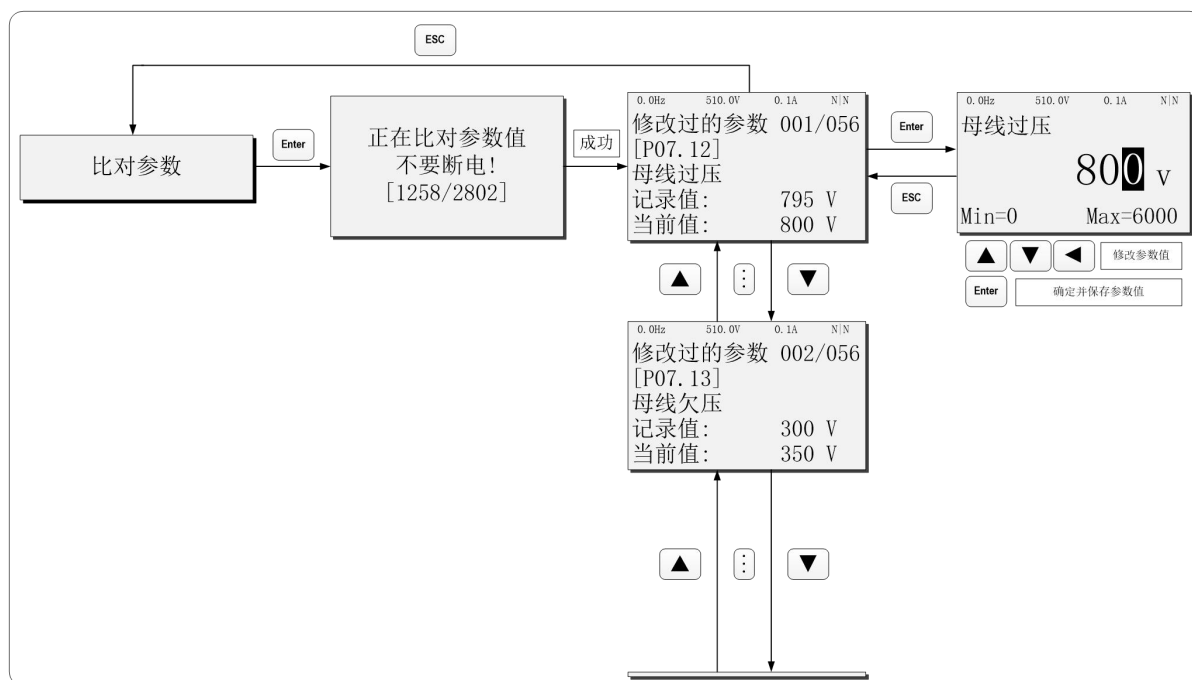 ESC
比对参数
Enter
正在比对参数值
不要断电!
[1258/2802]
成功
0.0Hz 510.0V 0.1A N|N
修改过的参数 001/056
[P07.12]
母线过压
记录值: 795 V
当前值: 800 V
Enter
ESC
0.0Hz 510.0V 0.1A N|N
母线过压
800 V
Min=0 Max=6000
▲ ▼ ◀ 修改参数值
Enter 确定并保存参数值
▲ ⋮ ▼
0.0Hz 510.0V 0.1A N|N
修改过的参数 002/056
[P07.13]
母线欠压
记录值: 300 V
当前值: 350 V
▲ ⋮ ▼